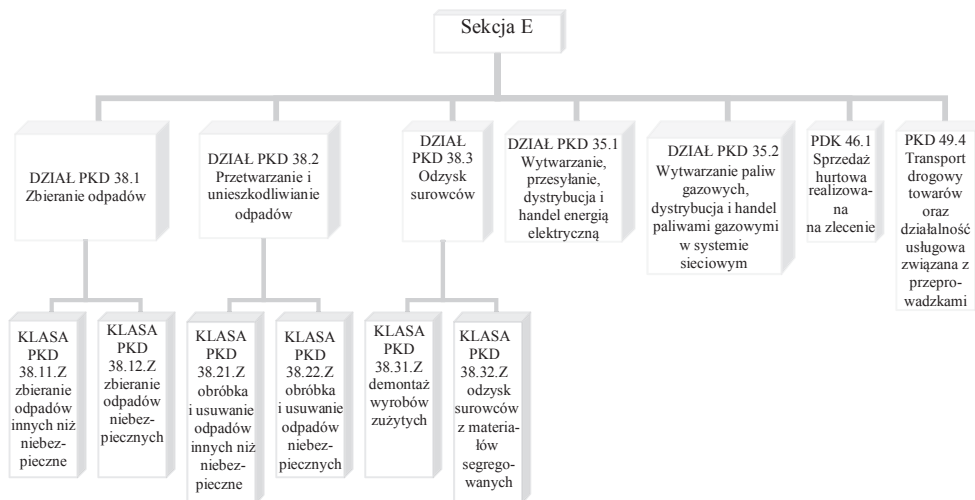 Sekcja E
DZIAŁ PKD 38.1
Zbieranie odpadów
DZIAŁ PKD 38.2
Przetwarzanie i
unieszkodliwianie
odpadów
DZIAŁ
PKD 38.3
Odzysk
surowców
DZIAŁ PKD 35.1
Wytwarzanie,
przesyłanie,
dystrybucja
i handel energią
elektryczną
DZIAŁ PKD 35.2
Wytwarzanie paliw
gazowych,
dystrybucja i handel
paliwami gazowymi
w systemie
sieciowym
PDK 46.1
Sprzedaż
hurtowa
realizowa-
na
na zlecenie
PKD 49.4
Transport
drogowy
towarów
oraz
działalność
usługowa
związana z
przepro-
wadzkami
KLASA
PKD
38.11.Z
zbieranie
odpadów
innych niż
niebezp-
pieczne
KLASA
PKD
38.12.Z
zbieranie
odpadów
niebez-
piecznych
KLASA
PKD
38.21.Z
obróbka
i usuwanie
odpadów
innych niż
niebezp-
pieczne
KLASA
PKD
38.22.Z
obróbka
i usuwanie
odpadów
niebez-
piecznych
KLASA
PKD
38.31.Z
demontaż
wyrobów
zużytych
KLASA
PKD
38.32.Z
odzysk
surowców
z materia-
łów
segrego-
wanych